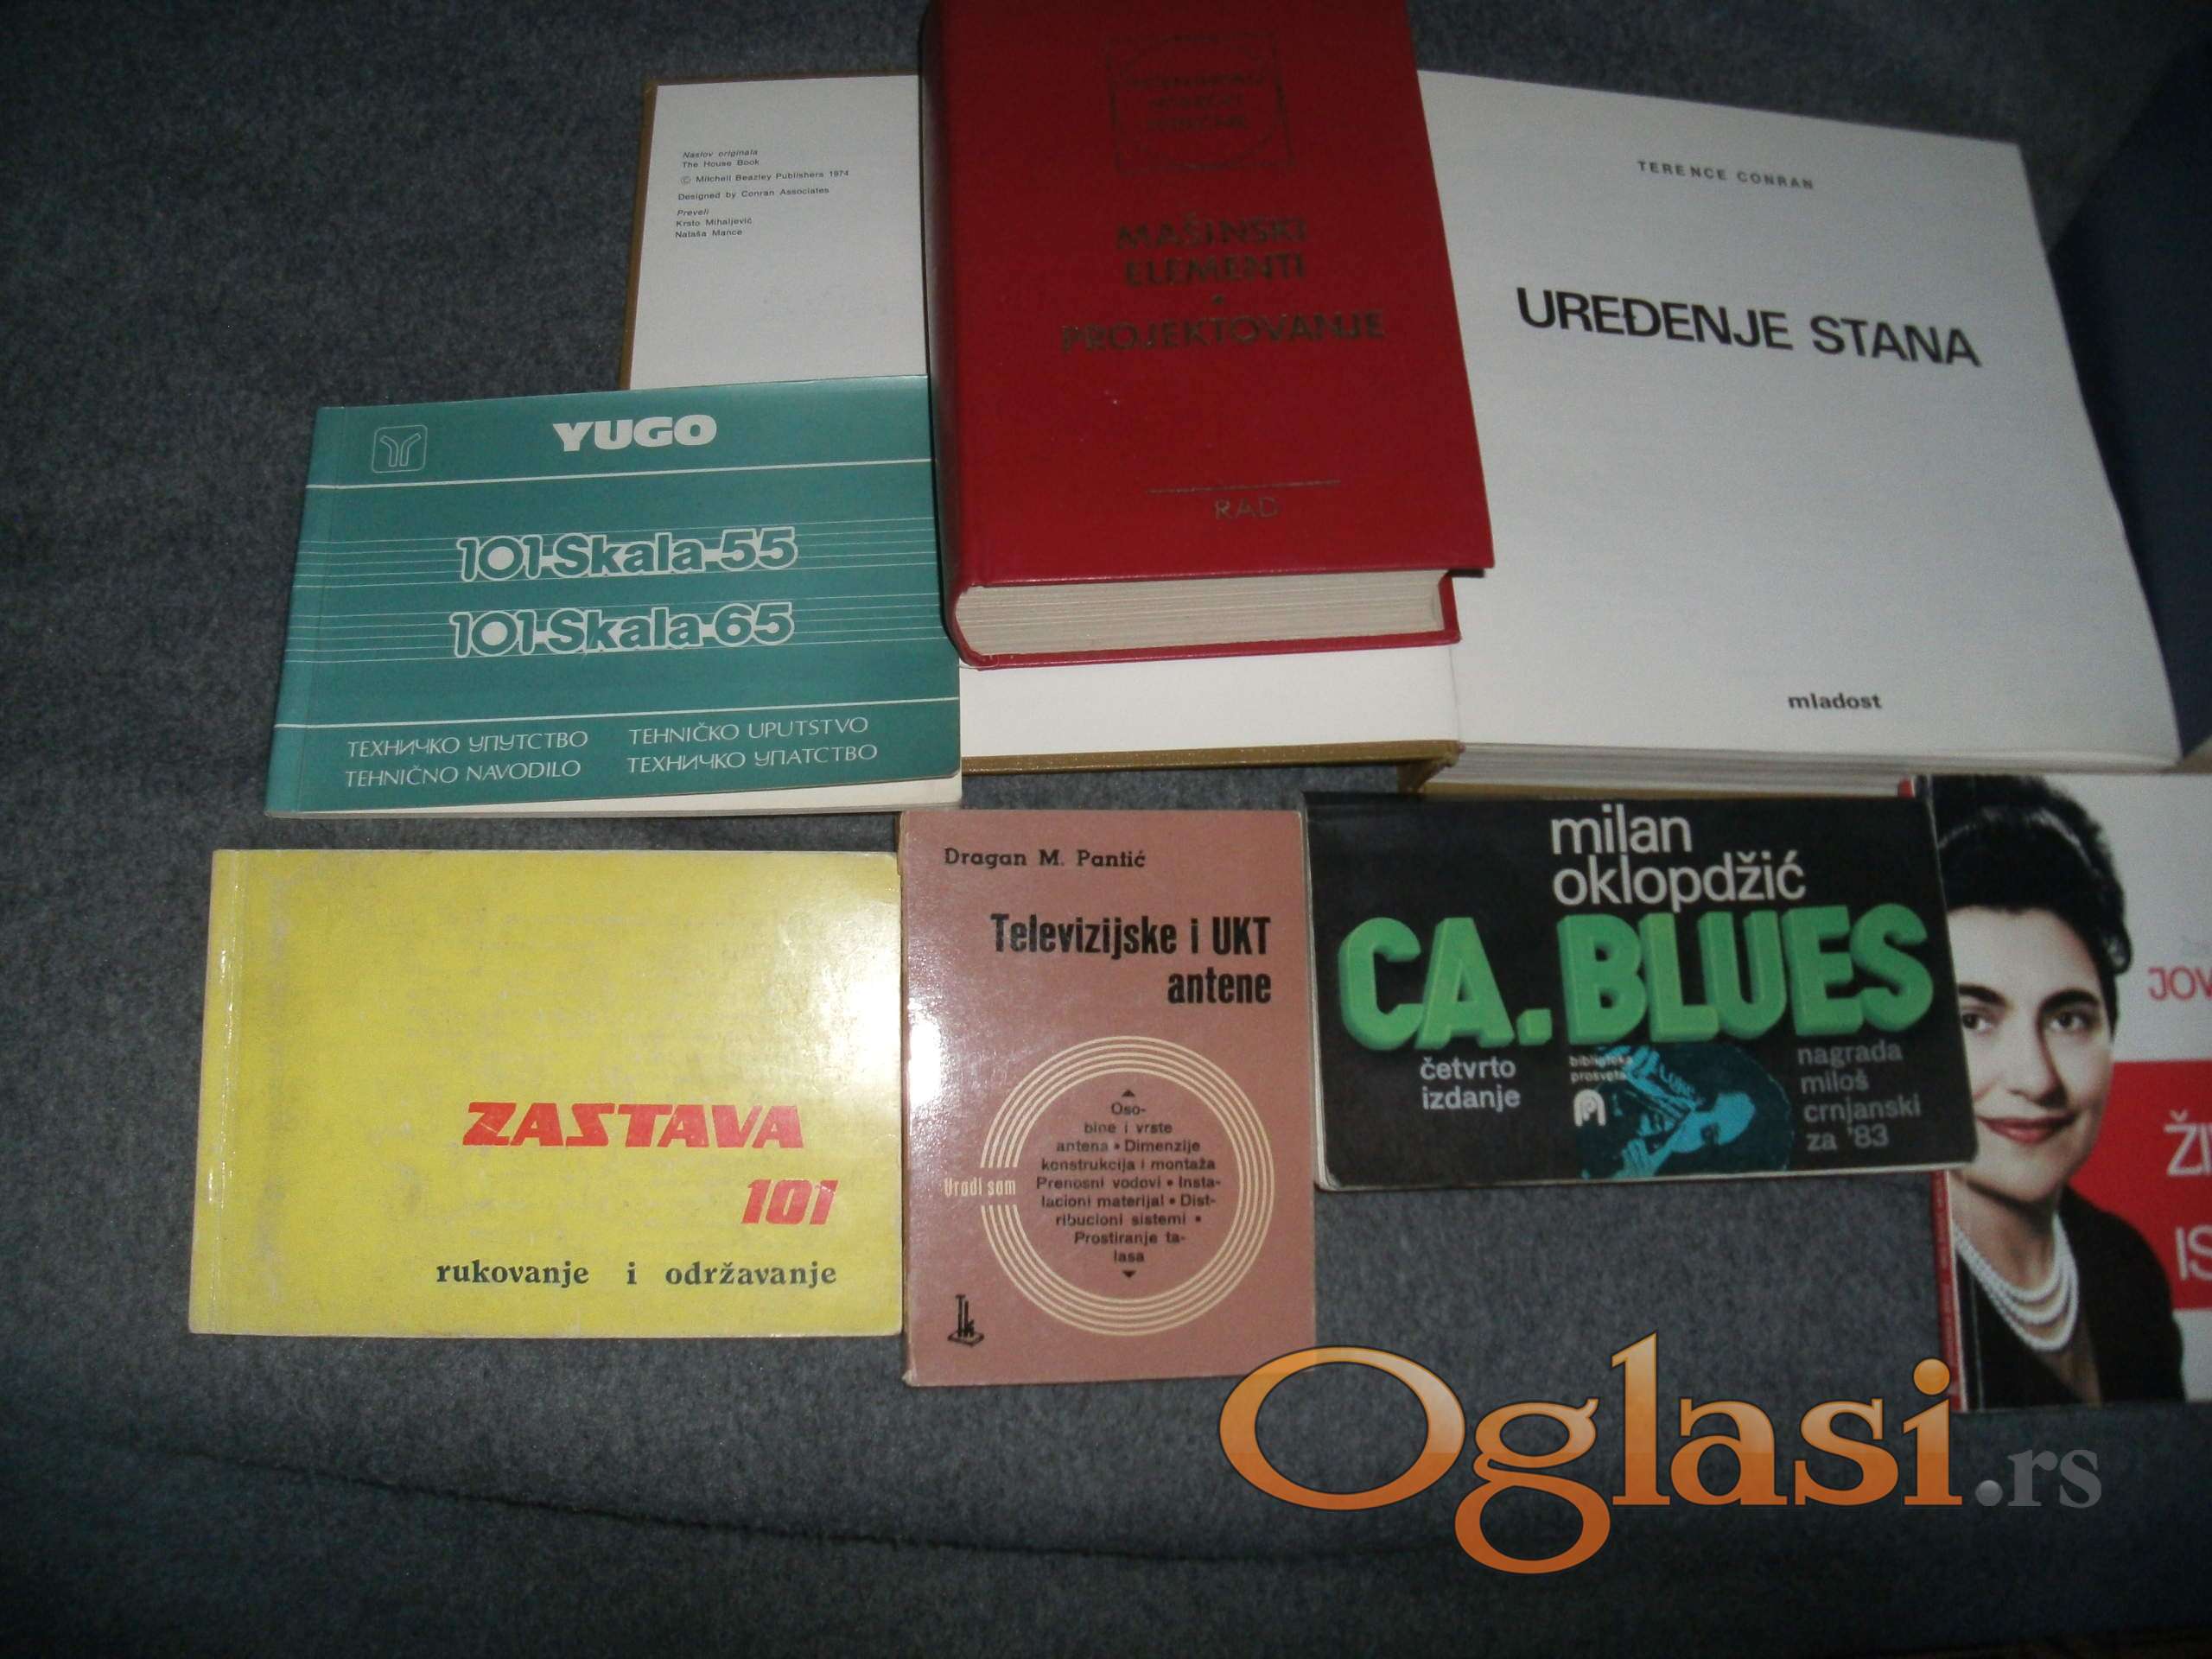 Naslov originala
The House Book
© Mitchell Beazley Publishers 1974
Designed by Conran Associates
Preveli
Krsto Mihaljević
Nataša Mance
MAŠINSKI
ELEMENTI
•
PROJEKTOVANJE
RAD
TERENCE CONRAN
UREĐENJE STANA
mladost
YUGO
101-Skala-55
101-Skala-65
ТЕХНИЧКО УПУТСТВО TEHNIČKO UPUTSTVO
TEHNIČNO NAVODILO ТЕХНИЧКО УПАТСТВО
ZASTAVA
101
rukovanje i održavanje
Dragan M. Pantić
Televizijske i UKT
antene
Oso-
bine i vrste
antena • Dimenzije
konstrukcija i montaža
Prenosni vodovi • Insta-
lacioni materijal • Dist-
ribucioni sistemi •
Prostiranje ta-
lasa
Uradi sam
tk
milan
oklopdžić
CA. BLUES
četvrto
izdanje
biblioteka
prosveta
nagrada
miloš
crnjanski
za '83
JOV
ŽI
IS
Oglasi.rs